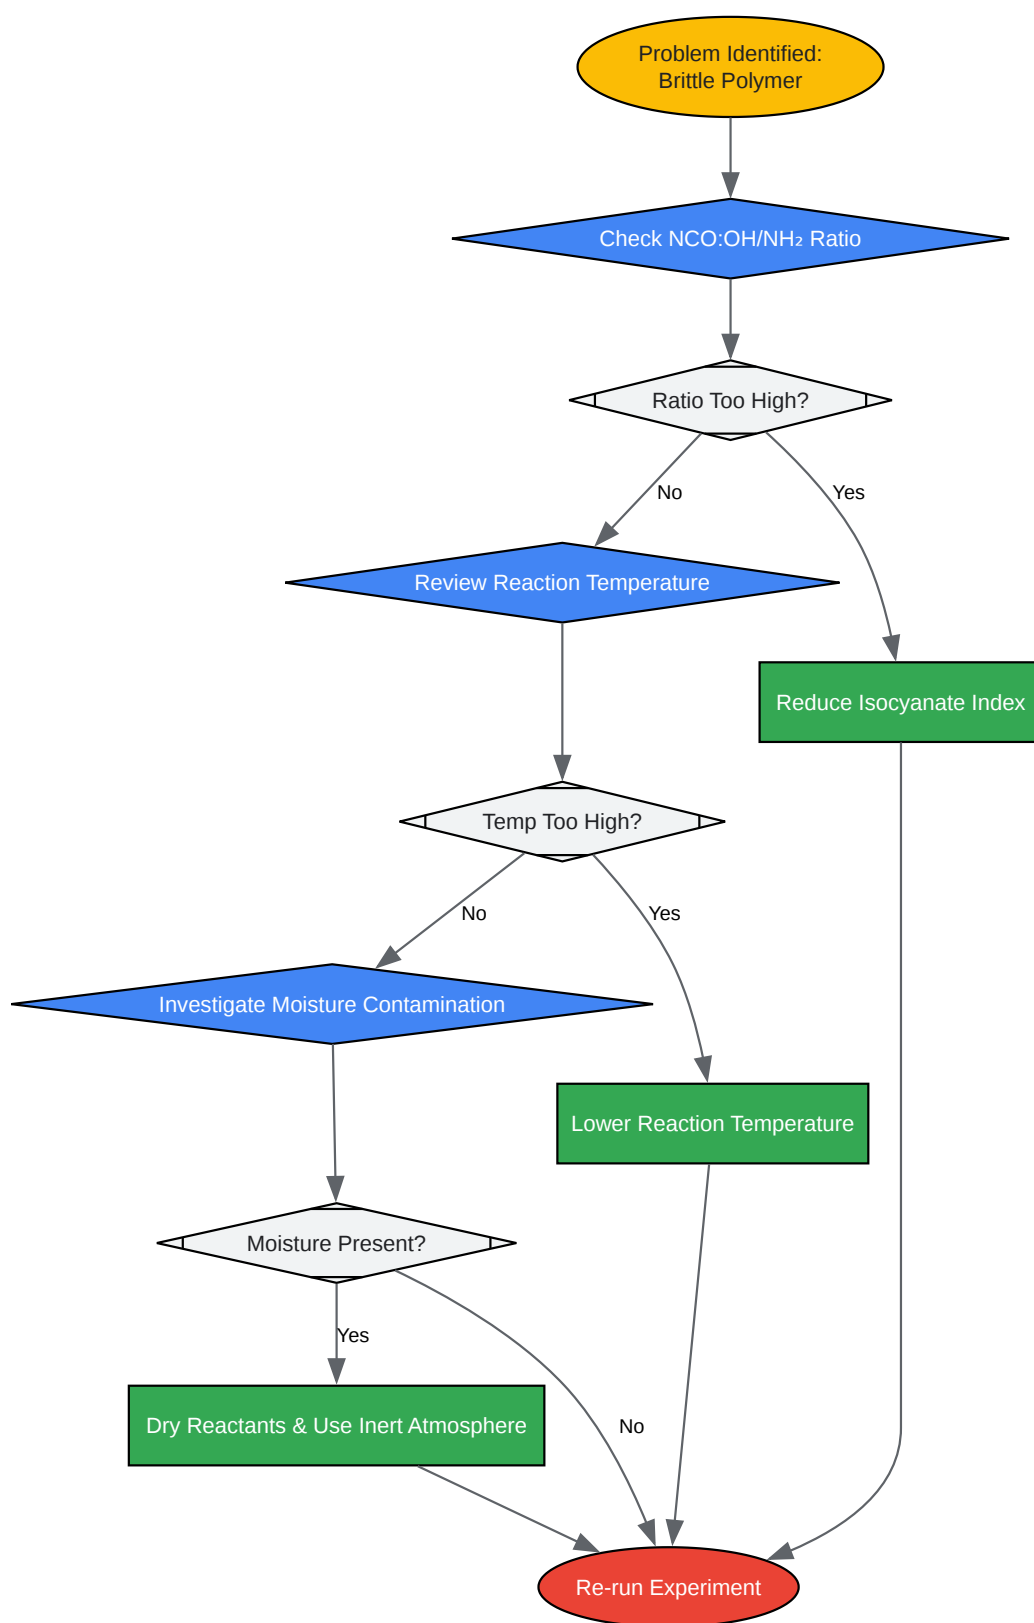 Problem Identified:
Brittle Polymer
Check NCO:OH/NH₂ Ratio
Ratio Too High?
No
Yes
Review Reaction Temperature
Reduce Isocyanate Index
Temp Too High?
No
Yes
Investigate Moisture Contamination
Lower Reaction Temperature
Moisture Present?
Yes
Dry Reactants & Use Inert Atmosphere
No
Re-run Experiment